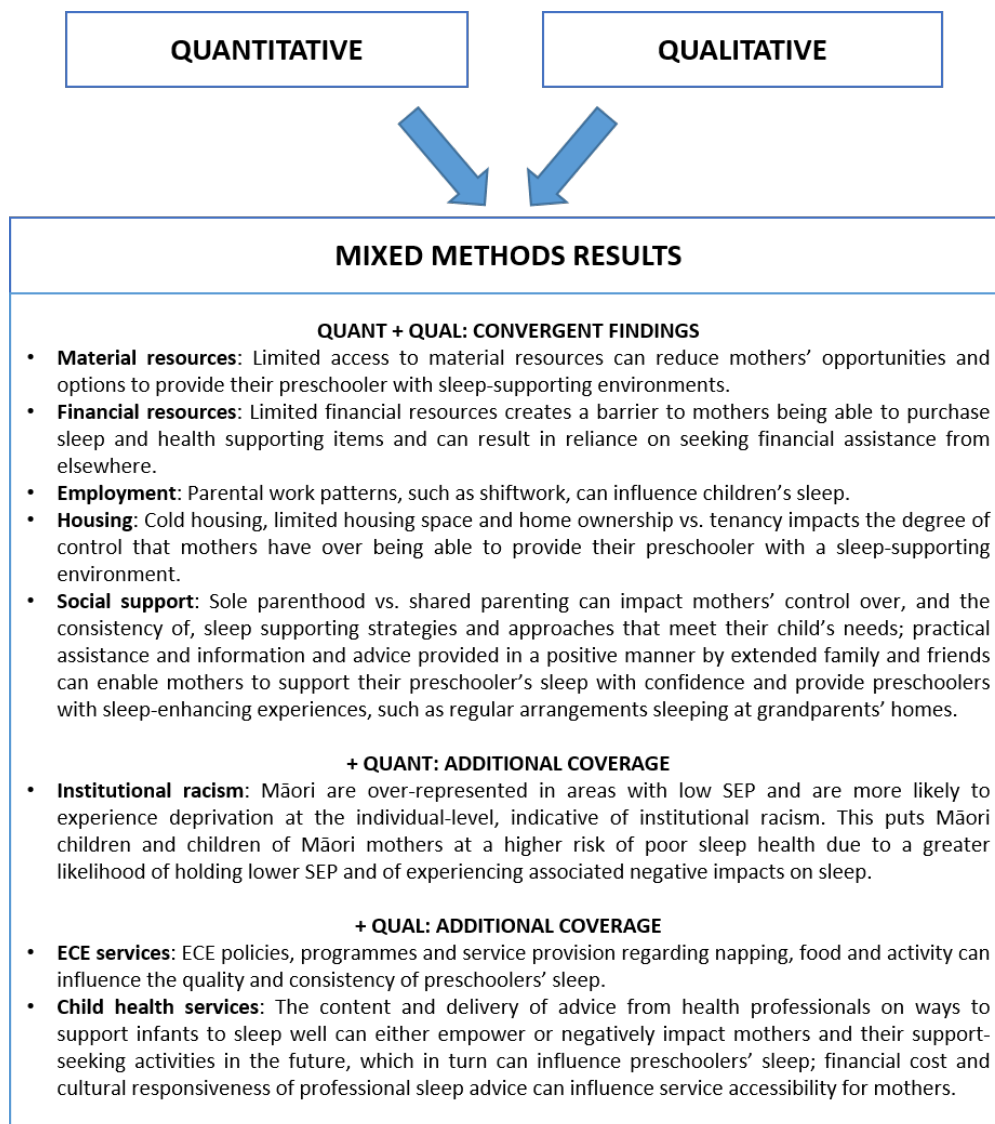 QUANTITATIVE
QUALITATIVE
MIXED METHODS RESULTS
QUANT + QUAL: CONVERGENT FINDINGS
• Material resources: Limited access to material resources can reduce mothers’ opportunities and
options to provide their preschooler with sleep-supporting environments.
• Financial resources: Limited financial resources creates a barrier to mothers being able to purchase
sleep and health supporting items and can result in reliance on seeking financial assistance from
elsewhere.
• Employment: Parental work patterns, such as shiftwork, can influence children’s sleep.
• Housing: Cold housing, limited housing space and home ownership vs. tenancy impacts the degree of
control that mothers have over being able to provide their preschooler with a sleep-supporting
environment.
• Social support: Sole parenthood vs. shared parenting can impact mothers’ control over, and the
consistency of, sleep supporting strategies and approaches that meet their child’s needs; practical
assistance and information and advice provided in a positive manner by extended family and friends
can enable mothers to support their preschooler’s sleep with confidence and provide preschoolers
with sleep-enhancing experiences, such as regular arrangements sleeping at grandparents’ homes.
+ QUANT: ADDITIONAL COVERAGE
• Institutional racism: Māori are over-represented in areas with low SEP and are more likely to
experience deprivation at the individual-level, indicative of institutional racism. This puts Māori
children and children of Māori mothers at a higher risk of poor sleep health due to a greater
likelihood of holding lower SEP and of experiencing associated negative impacts on sleep.
+ QUAL: ADDITIONAL COVERAGE
• ECE services: ECE policies, programmes and service provision regarding napping, food and activity can
influence the quality and consistency of preschoolers’ sleep.
• Child health services: The content and delivery of advice from health professionals on ways to
support infants to sleep well can either empower or negatively impact mothers and their support-
seeking activities in the future, which in turn can influence preschoolers’ sleep; financial cost and
cultural responsiveness of professional sleep advice can influence service accessibility for mothers.